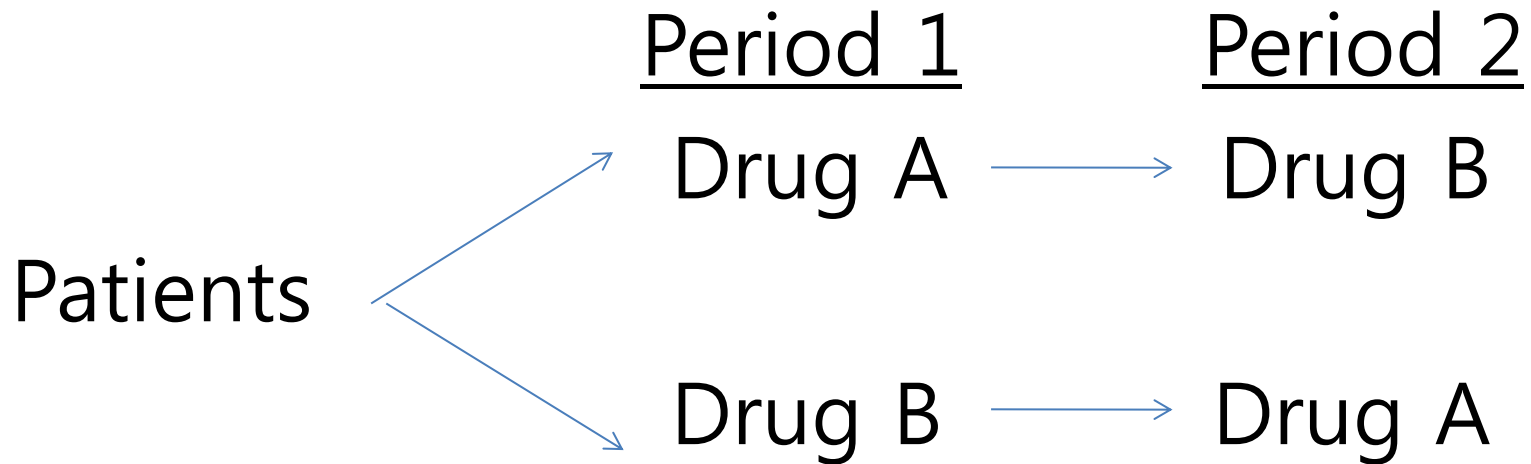 Period 1 Period 2
Drug A Drug B
Patients
Drug B Drug A